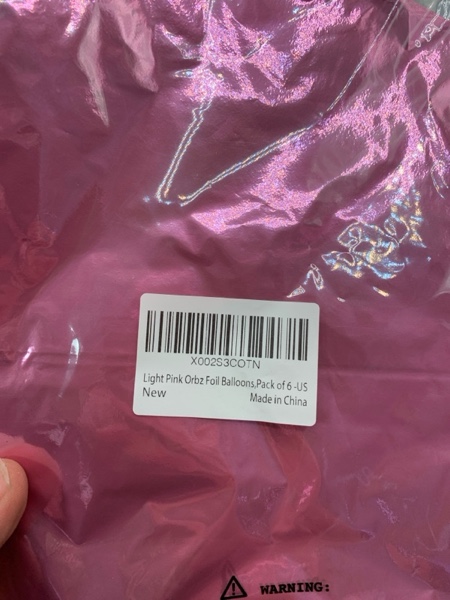 X002S3COTN
Light Pink Orbz Foil Balloons,Pack of 6 -US
New
Made in China
WARNING: